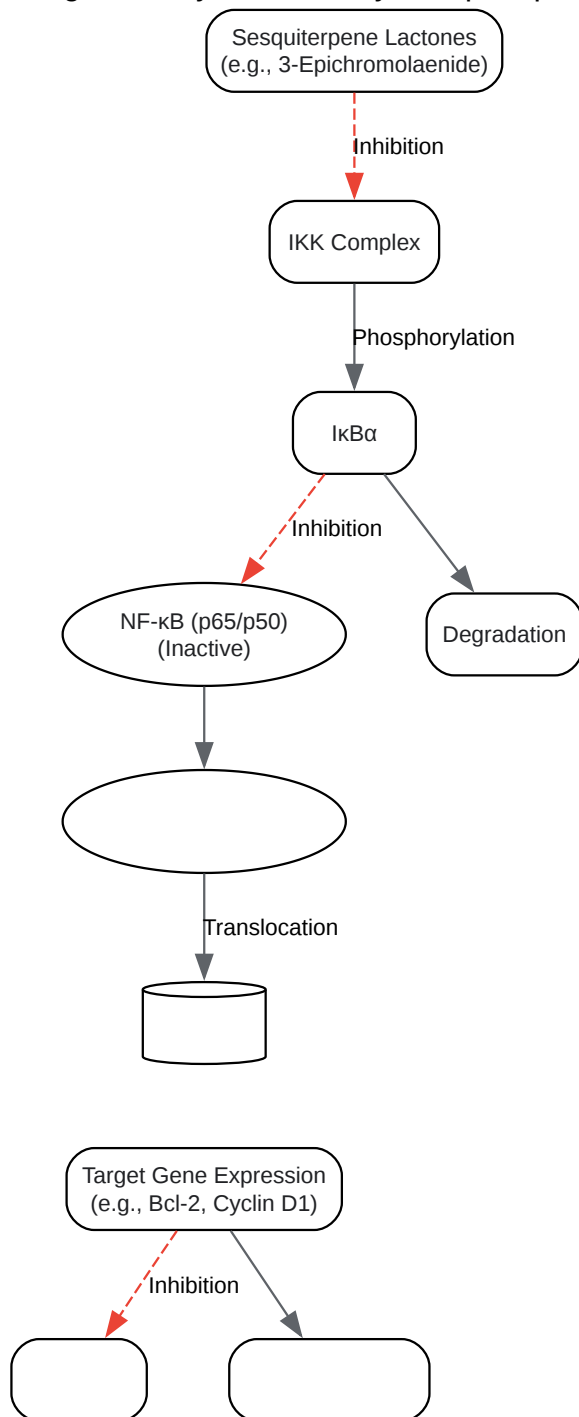 Sesquiterpene Lactones
(e.g., 3-Epichromolaenide)
Inhibition
IKK Complex
Phosphorylation
IκBα
Inhibition
NF-κB (p65/p50)
(Inactive)
Degradation
Translocation
Target Gene Expression
(e.g., Bcl-2, Cyclin D1)
Inhibition